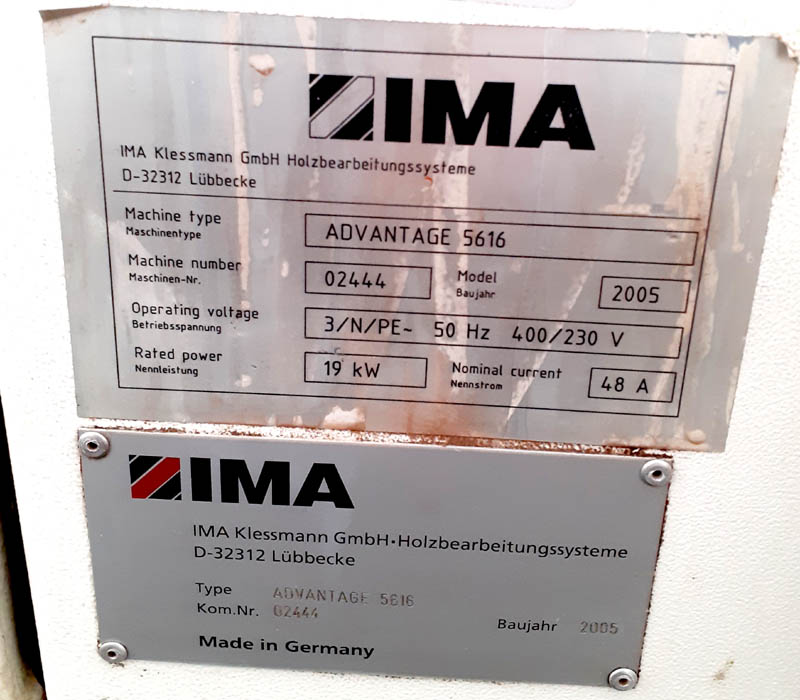 IMA
IMA Klessmann GmbH Holzbearbeitungssysteme
D-32312 Lübbecke
Machine type ADVANTAGE 5616
Maschinentype
Machine number 02444 Model 2005
Maschinen-Nr. Baujahr
Operating voltage 3/N/PE~ 50 Hz 400/230 V
Betriebsspannung
Rated power 19 kW Nominal current 48 A
Nennleistung Nennstrom
IMA
IMA Klessmann GmbH·Holzbearbeitungssysteme
D-32312 Lübbecke
Type ADVANTAGE 5616
Kom.Nr. 02444 Baujahr 2005
Made in Germany